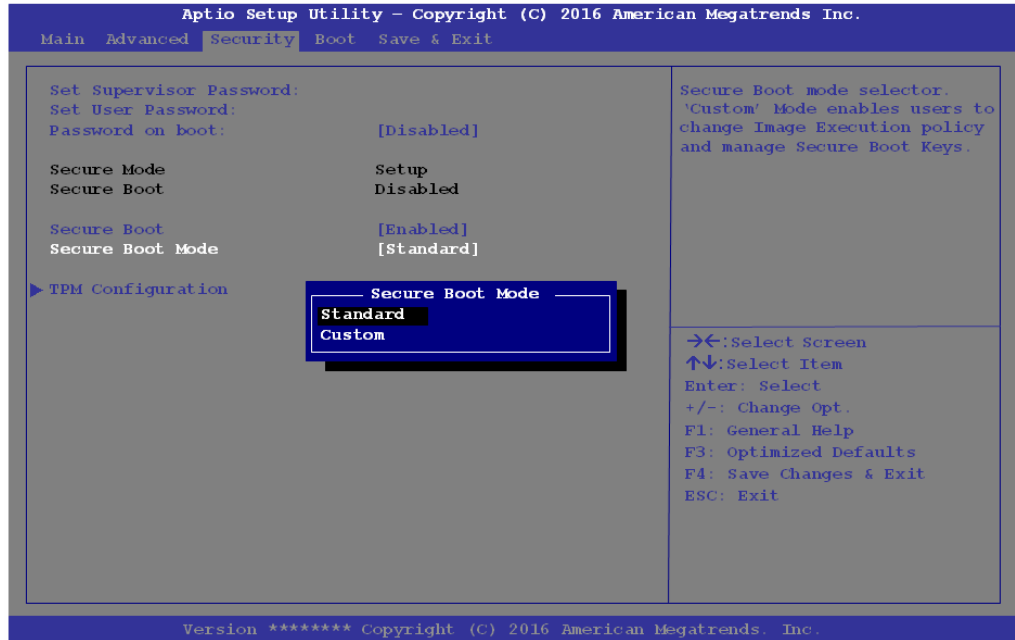 Aptio Setup Utility – Copyright (C) 2016 American Megatrends Inc.
Main Advanced Security Boot Save & Exit
Set Supervisor Password:
Set User Password:
Password on boot: [Disabled]
Secure Mode Setup
Secure Boot Disabled
Secure Boot [Enabled]
Secure Boot Mode [Standard]
▶ TPM Configuration
Secure Boot Mode
Standard
Custom
Secure Boot mode selector.
‘Custom’ Mode enables users to
change Image Execution policy
and manage Secure Boot Keys.
→←:Select Screen
↑↓:Select Item
Enter: Select
+/-: Change Opt.
F1: General Help
F3: Optimized Defaults
F4: Save Changes & Exit
ESC: Exit
Version ******** Copyright (C) 2016 American Megatrends. Inc.